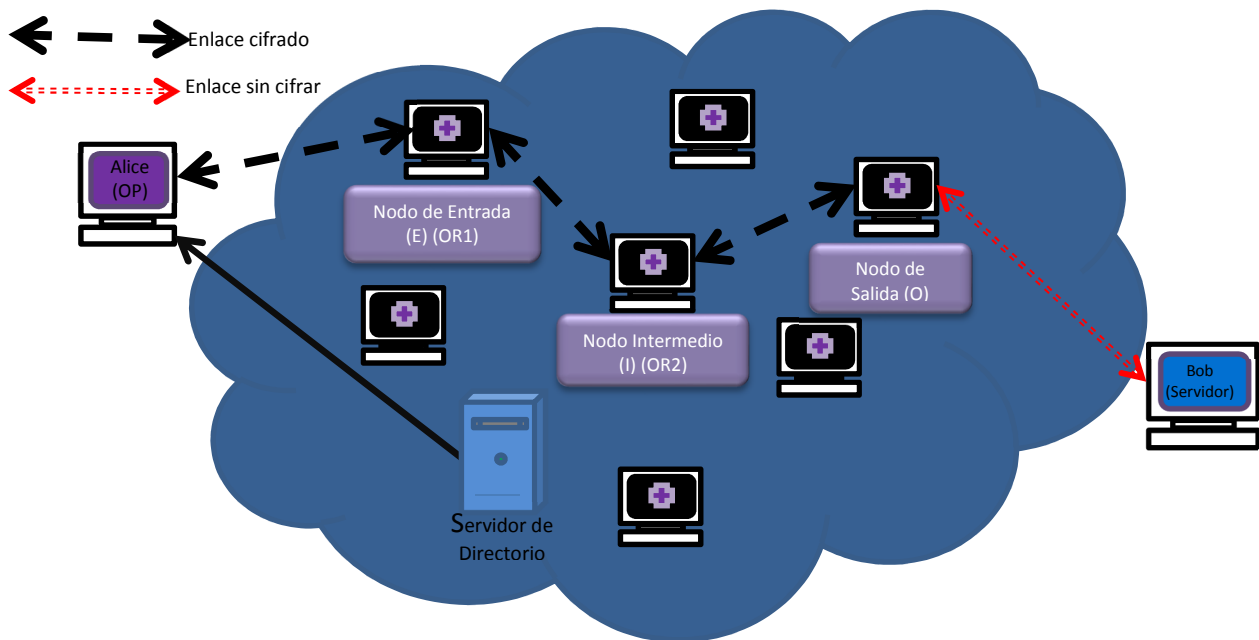 Enlace cifrado
Enlace sin cifrar
Alice
(OP)
Nodo de Entrada
(E) (OR1)
Nodo Intermedio
(I) (OR2)
Nodo de
Salida (O)
Bob
(Servidor)
Servidor de
Directorio